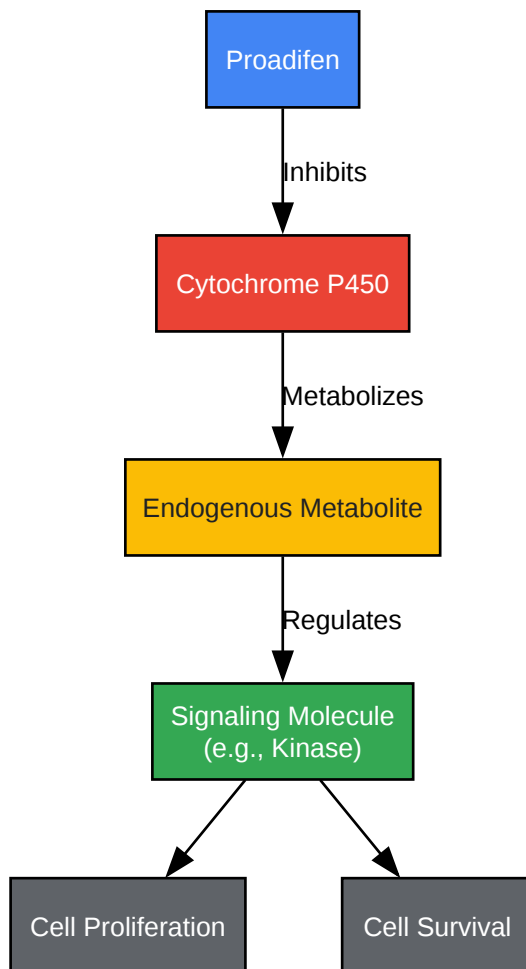 Proadifen
Inhibits
Cytochrome P450
Metabolizes
Endogenous Metabolite
Regulates
Signaling Molecule
(e.g., Kinase)
Cell Proliferation
Cell Survival